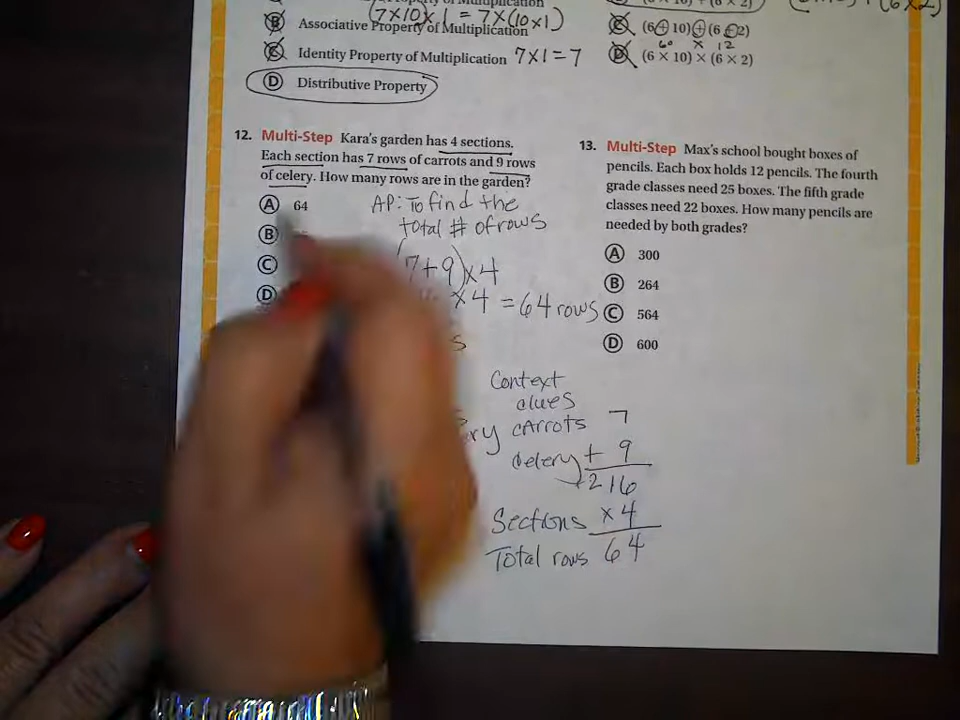 (7×10)×1 = 7×(10×1)
B Associative Property of Multiplication
C Identity Property of Multiplication 7×1=7
D Distributive Property
C (6+10)+(6+2)
60 × 12
D (6 × 10) × (6 × 2)
12. Multi-Step Kara's garden has 4 sections.
Each section has 7 rows of carrots and 9 rows
of celery. How many rows are in the garden?
A 64
B
C
D
AP: To find the
total # of rows
(7+9)×4
×4 = 64 rows
Context
clues
carrots 7
celery + 9
16
Sections ×4
Total rows 64
13. Multi-Step Max's school bought boxes of
pencils. Each box holds 12 pencils. The fourth
grade classes need 25 boxes. The fifth grade
classes need 22 boxes. How many pencils are
needed by both grades?
A 300
B 264
C 564
D 600